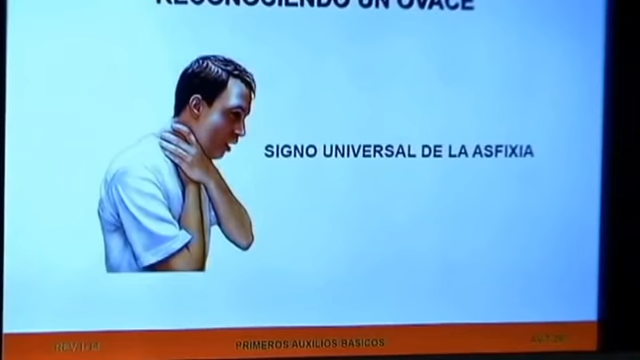 RECONOCIENDO UN OVACE
SIGNO UNIVERSAL DE LA ASFIXIA
PRIMEROS AUXILIOS BASICOS